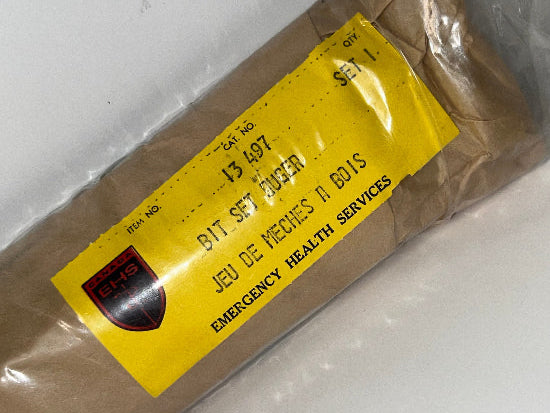 ITEM NO. CAT. NO. QTY.
13 497 SET 1.
BIT SET AUGER
JEU DE MECHES A BOIS
EMERGENCY HEALTH SERVICES
EHS